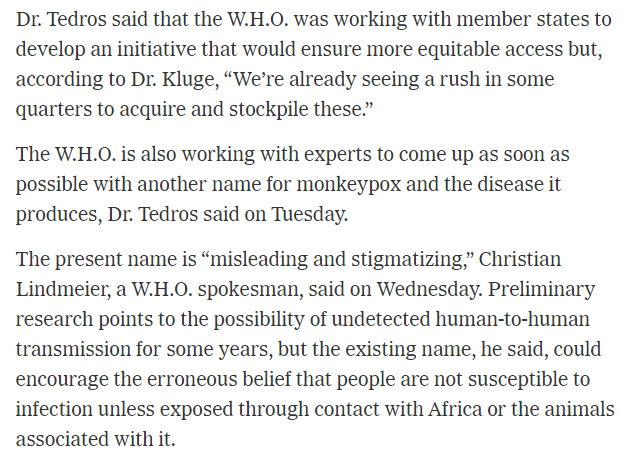 Dr. Tedros said that the W.H.O. was working with member states to
develop an initiative that would ensure more equitable access but,
according to Dr. Kluge, “We’re already seeing a rush in some
quarters to acquire and stockpile these.”
The W.H.O. is also working with experts to come up as soon as
possible with another name for monkeypox and the disease it
produces, Dr. Tedros said on Tuesday.
The present name is “misleading and stigmatizing,” Christian
Lindmeier, a W.H.O. spokesman, said on Wednesday. Preliminary
research points to the possibility of undetected human-to-human
transmission for some years, but the existing name, he said, could
encourage the erroneous belief that people are not susceptible to
infection unless exposed through contact with Africa or the animals
associated with it.